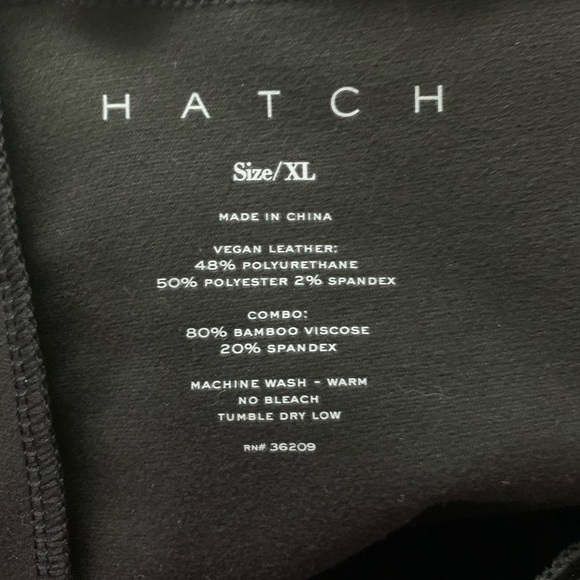 HATCH
Size/XL
MADE IN CHINA
VEGAN LEATHER:
48% POLYURETHANE
50% POLYESTER 2% SPANDEX
COMBO:
80% BAMBOO VISCOSE
20% SPANDEX
MACHINE WASH - WARM
NO BLEACH
TUMBLE DRY LOW
RN# 36209